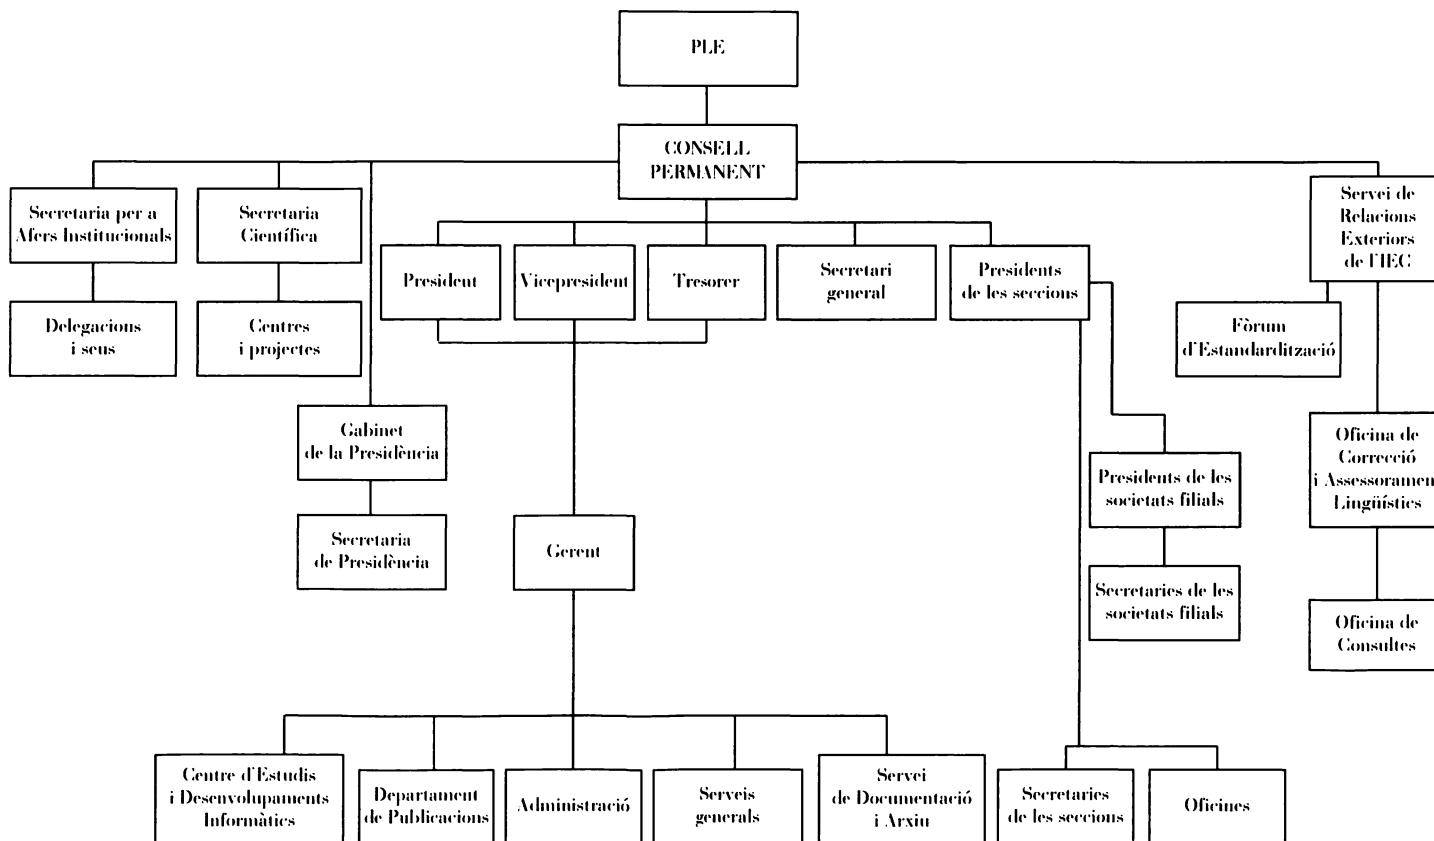 PLE
CONSELL
PERMANENT
Secretaria per a
Afers Institucionals
Secretaria
Científica
Servei de
Relacions
Exteriors
de l'IEC
President
Vicepresident
Tresorer
Secretari
general
Presidents
de les seccions
Delegacions
i seus
Centres
i projectes
Fòrum
d'Estandardització
Gabinet
de la Presidència
Oficina de
Correcció
i Assessorament
Lingüístics
Presidents de les
societats filials
Secretaria
de Presidència
Gerent
Secretaries de les
societats filials
Oficina de
Consultes
Centre d'Estudis
i Desenvolupaments
Informàtics
Departament
de Publicacions
Administració
Serveis
generals
Servei
de Documentació
i Arxiu
Secretaries
de les seccions
Oficines